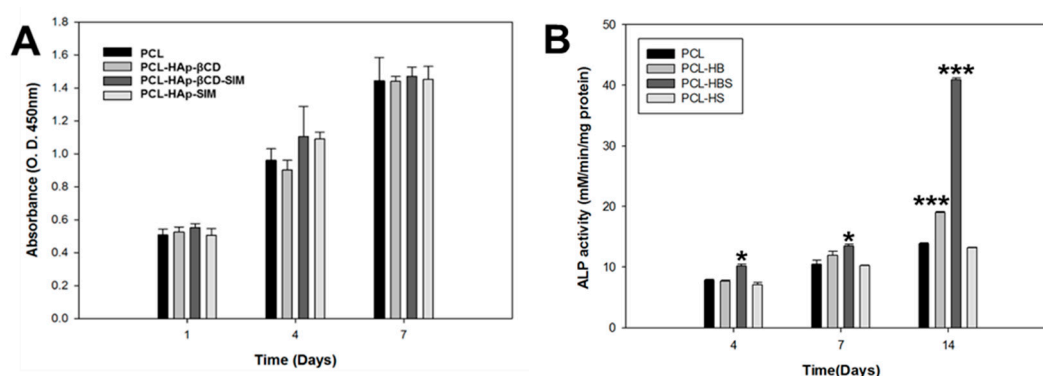 A
Absorbance (O. D. 450nm)
1.8
1.6
1.4
1.2
1.0
0.8
0.6
0.4
0.2
0.0
PCL
PCL-HAp-βCD
PCL-HAp-βCD-SIM
PCL-HAp-SIM
1 4 7
Time (Days)
B
ALP activity (mM/min/mg protein)
50
40
30
20
10
0
PCL
PCL-HB
PCL-HBS
PCL-HS
* * *** ***
4 7 14
Time(Days)